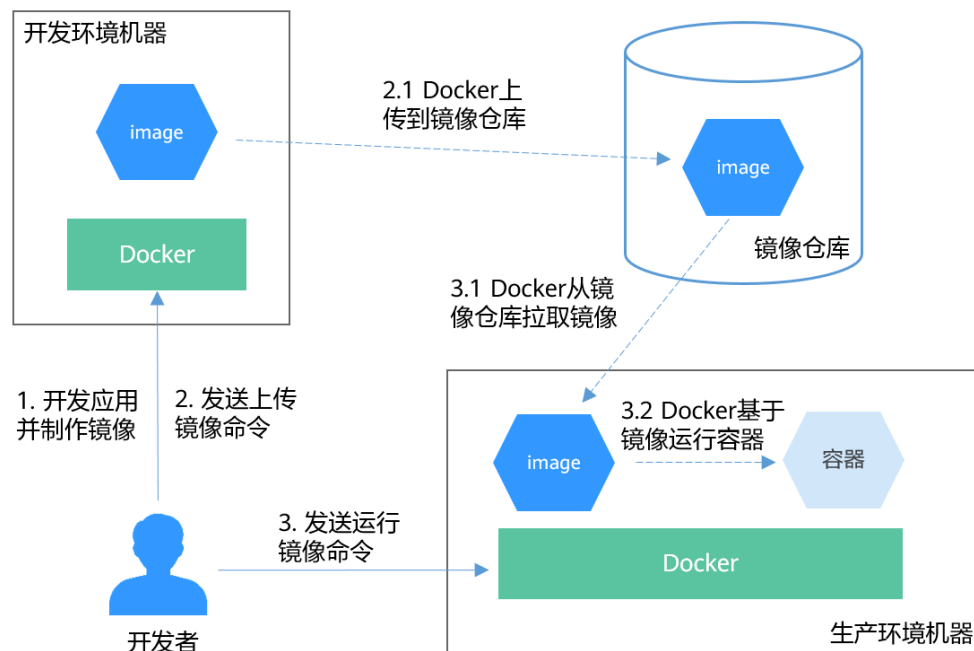 开发环境机器
image
Docker
2.1 Docker上
传到镜像仓库
image
镜像仓库
3.1 Docker从镜
像仓库拉取镜像
1. 开发应用
并制作镜像
2. 发送上传
镜像命令
开发者
3. 发送运行
镜像命令
image
3.2 Docker基于
镜像运行容器
容器
Docker
生产环境机器